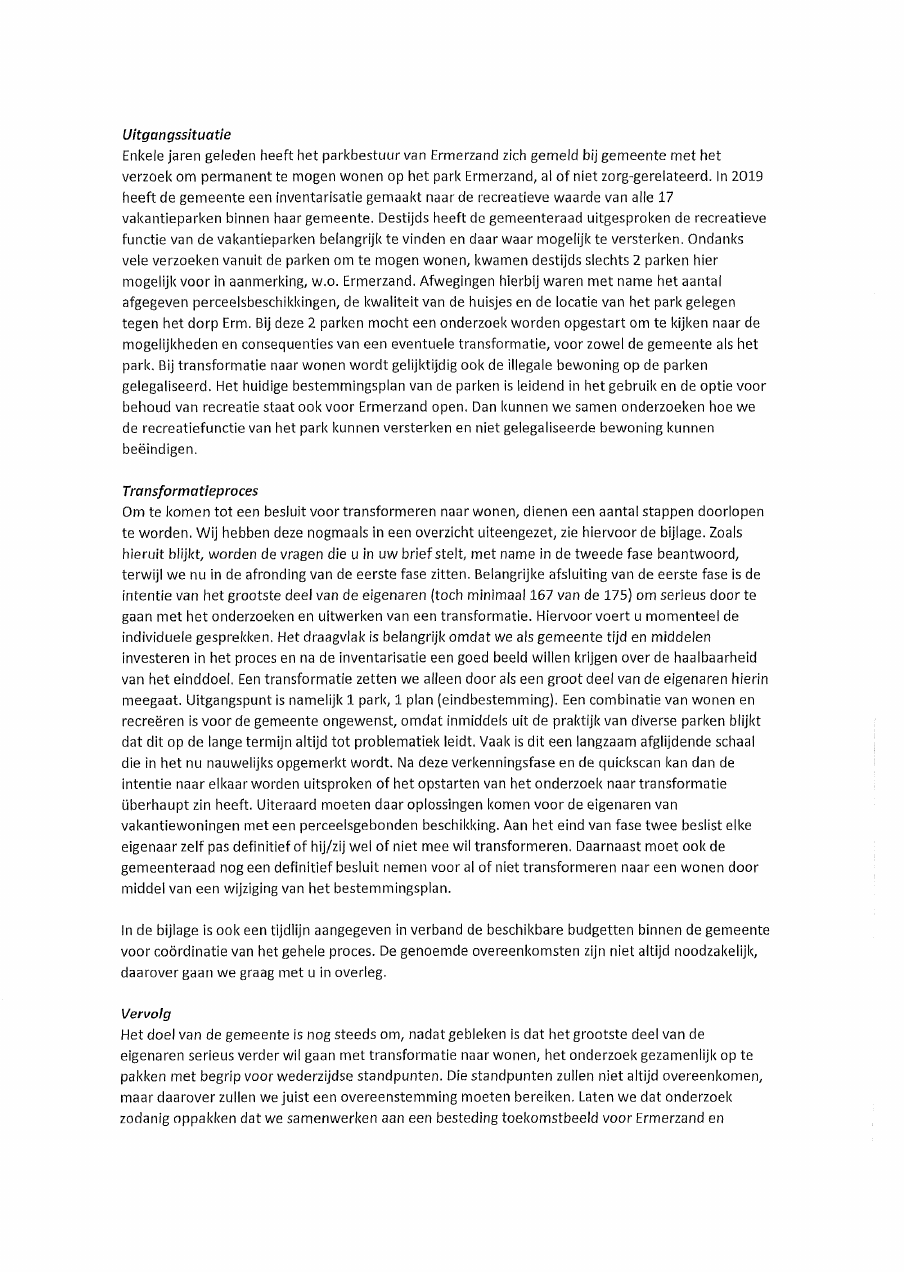 Uitgangssituatie
Enkele jaren geleden heeft het parkbestuur van Ermerzand zich gemeld bij gemeente met het
verzoek om permanent te mogen wonen op het park Ermerzand, al of niet zorg-gerelateerd. In 2019
heeft de gemeente een inventarisatie gemaakt naar de recreatieve waarde van alle 17
vakantieparken binnen haar gemeente. Destijds heeft de gemeenteraad uitgesproken de recreatieve
functie van de vakantieparken belangrijk te vinden en daar waar mogelijk te versterken. Ondanks
vele verzoeken vanuit de parken om te mogen wonen, kwamen destijds slechts 2 parken hier
mogelijk voor in aanmerking, w.o. Ermerzand. Afwegingen hierbij waren met name het aantal
afgegeven perceelsbeschikkingen, de kwaliteit van de huisjes en de locatie van het park gelegen
tegen het dorp Erm. Bij deze 2 parken mocht een onderzoek worden opgestart om te kijken naar de
mogelijkheden en consequenties van een eventuele transformatie, voor zowel de gemeente als het
park. Bij transformatie naar wonen wordt gelijktijdig ook de illegale bewoning op de parken
gelegaliseerd. Het huidige bestemmingsplan van de parken is leidend in het gebruik en de optie voor
behoud van recreatie staat ook voor Ermerzand open. Dan kunnen we samen onderzoeken hoe we
de recreatiefunctie van het park kunnen versterken en niet gelegaliseerde bewoning kunnen
beëindigen.
Transformatieproces
Om te komen tot een besluit voor transformeren naar wonen, dienen een aantal stappen doorlopen
te worden. Wij hebben deze nogmaals in een overzicht uiteengezet, zie hiervoor de bijlage. Zoals
hieruit blijkt, worden de vragen die u in uw brief stelt, met name in de tweede fase beantwoord,
terwijl we nu in de afronding van de eerste fase zitten. Belangrijke afsluiting van de eerste fase is de
intentie van het grootste deel van de eigenaren (toch minimaal 167 van de 175) om serieus door te
gaan met het onderzoeken en uitwerken van een transformatie. Hiervoor voert u momenteel de
individuele gesprekken. Het draagvlak is belangrijk omdat we als gemeente tijd en middelen
investeren in het proces en na de inventarisatie een goed beeld willen krijgen over de haalbaarheid
van het einddoel. Een transformatie zetten we alleen door als een groot deel van de eigenaren hierin
meegaat. Uitgangspunt is namelijk 1 park, 1 plan (eindbestemming). Een combinatie van wonen en
recreëren is voor de gemeente ongewenst, omdat inmiddels uit de praktijk van diverse parken blijkt
dat dit op de lange termijn altijd tot problematiek leidt. Vaak is dit een langzaam afglijdende schaal
die in het nu nauwelijks opgemerkt wordt. Na deze verkenningsfase en de quickscan kan dan de
intentie naar elkaar worden uitsproken of het opstarten van het onderzoek naar transformatie
überhaupt zin heeft. Uiteraard moeten daar oplossingen komen voor de eigenaren van
vakantiewoningen met een perceelsgebonden beschikking. Aan het eind van fase twee beslist elke
eigenaar zelf pas definitief of hij/zij wel of niet mee wil transformeren. Daarnaast moet ook de
gemeenteraad nog een definitief besluit nemen voor al of niet transformeren naar een wonen door
middel van een wijziging van het bestemmingsplan.
In de bijlage is ook een tijdlijn aangegeven in verband de beschikbare budgetten binnen de gemeente
voor coördinatie van het gehele proces. De genoemde overeenkomsten zijn niet altijd noodzakelijk,
daarover gaan we graag met u in overleg.
Vervolg
Het doel van de gemeente is nog steeds om, nadat gebleken is dat het grootste deel van de
eigenaren serieus verder wil gaan met transformatie naar wonen, het onderzoek gezamenlijk op te
pakken met begrip voor wederzijdse standpunten. Die standpunten zullen niet altijd overeenkomen,
maar daarover zullen we juist een overeenstemming moeten bereiken. Laten we dat onderzoek
zodanig oppakken dat we samenwerken aan een besteding toekomstbeeld voor Ermerzand en